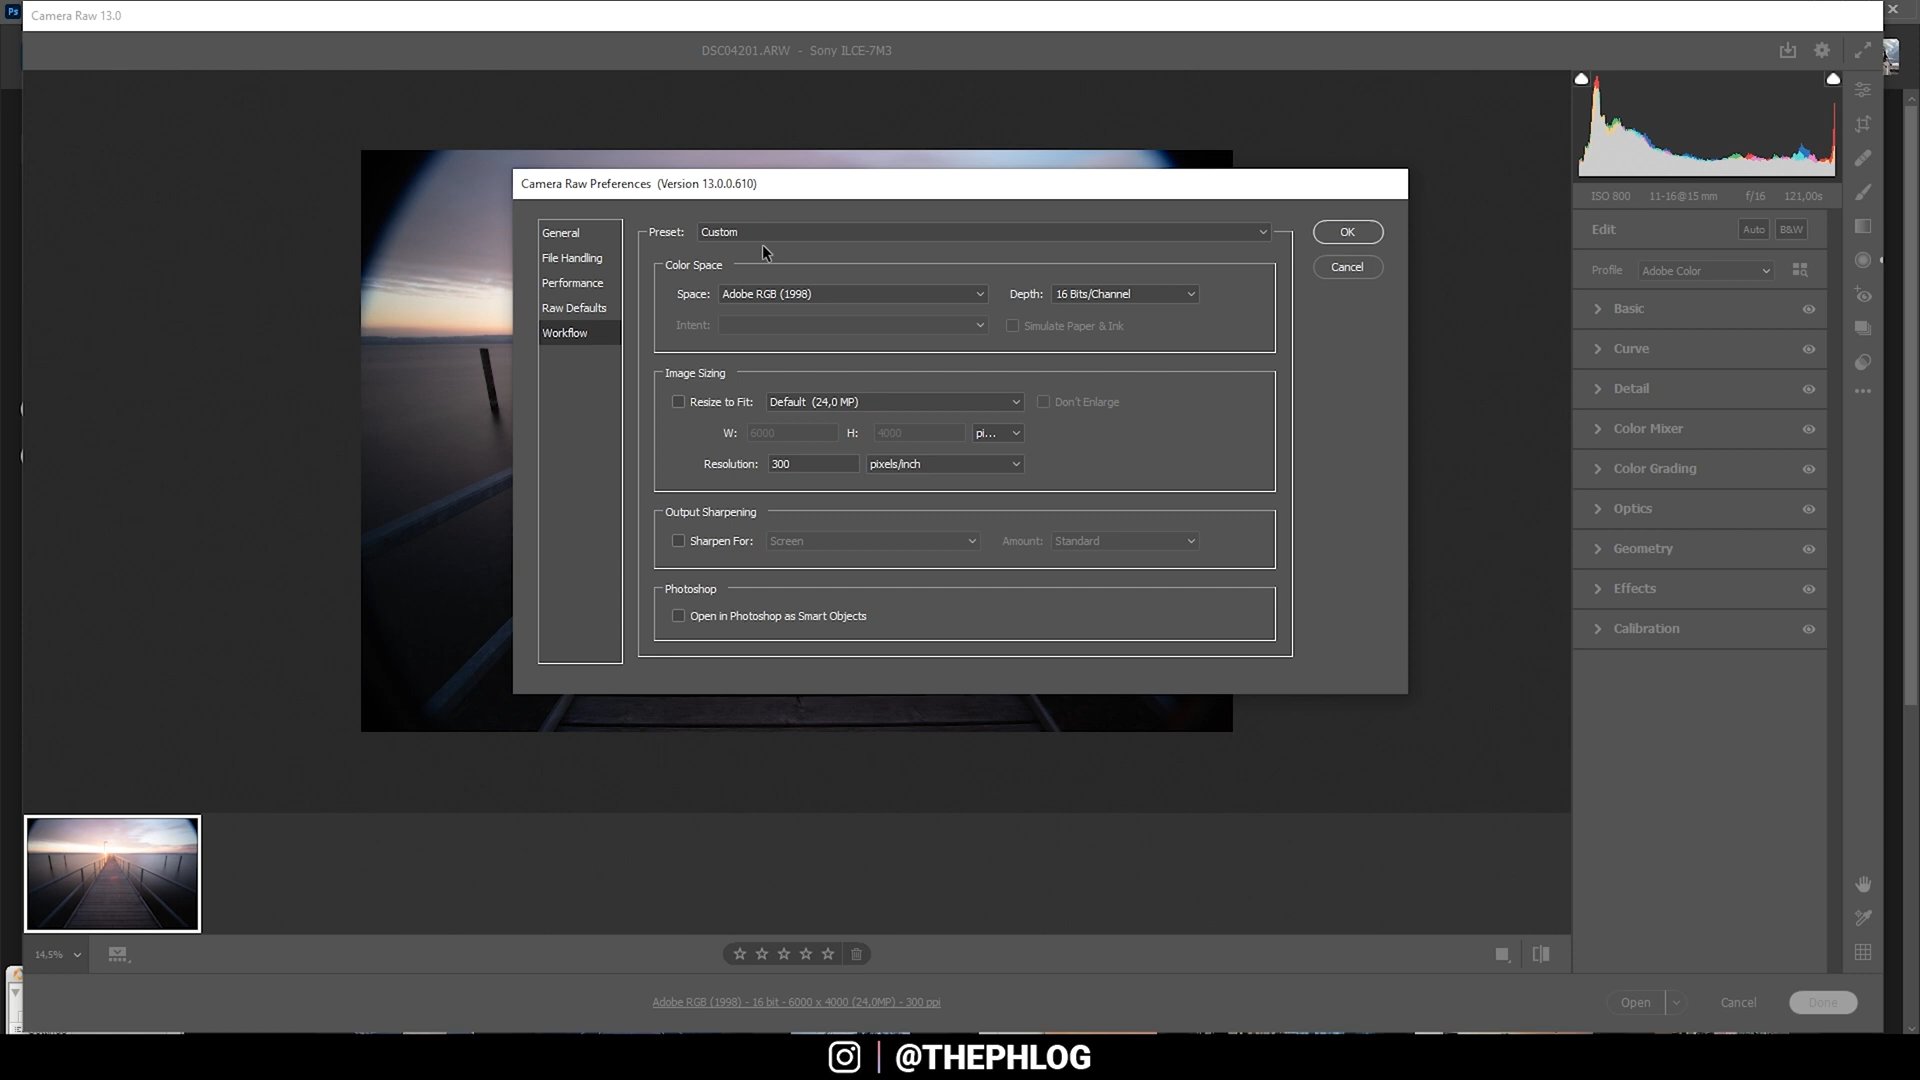 Ps
Camera Raw 13.0
DSC04201.ARW - Sony ILCE-7M3
Camera Raw Preferences (Version 13.0.0.610)
General
File Handling
Performance
Raw Defaults
Workflow
Preset: Custom
OK
Cancel
Color Space
Space: Adobe RGB (1998) Depth: 16 Bits/Channel
Intent: Simulate Paper & Ink
Image Sizing
Resize to Fit: Default (24,0 MP) Don't Enlarge
W: 6000 H: 4000 pi...
Resolution: 300 pixels/inch
Output Sharpening
Sharpen For: Screen Amount: Standard
Photoshop
Open in Photoshop as Smart Objects
ISO 800 11-16@15 mm f/16 121,00s
Edit Auto B&W
Profile Adobe Color
Basic
Curve
Detail
Color Mixer
Color Grading
Optics
Geometry
Effects
Calibration
14,5%
Adobe RGB (1998) - 16 bit - 6000 x 4000 (24,0MP) - 300 ppi
Open Cancel Done
@THEPHLOG